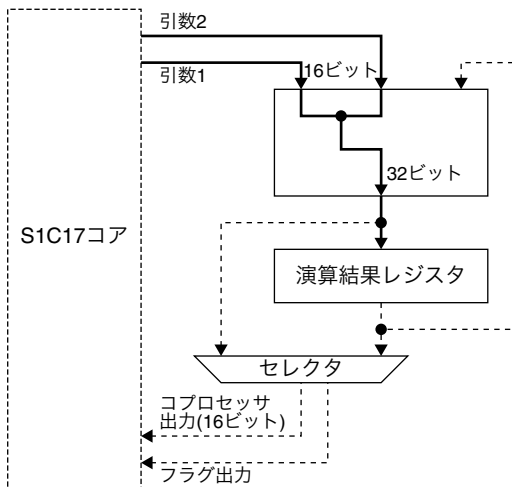 引数2
引数1
16ビット
32ビット
S1C17コア
演算結果レジスタ
セレクタ
コプロセッサ
出力(16ビット)
フラグ出力